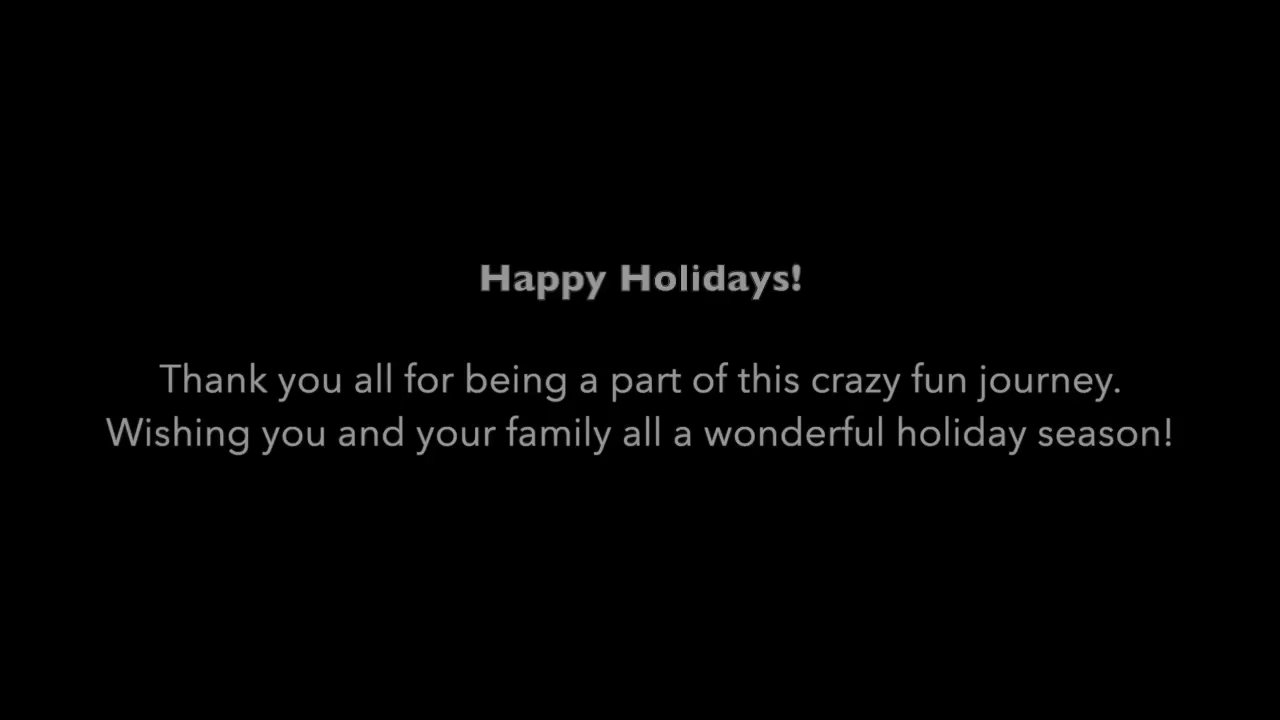 Happy Holidays!
Thank you all for being a part of this crazy fun journey.
Wishing you and your family all a wonderful holiday season!